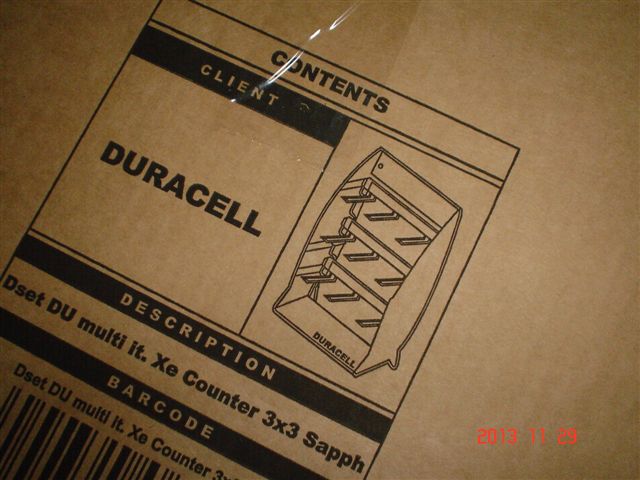 CONTENTS
CLIENT
DURACELL
DURACELL
DESCRIPTION
Dset DU multi it. Xe Counter 3x3 Sapph
BARCODE
Dset DU multi it. Xe Counter
2013 11 29